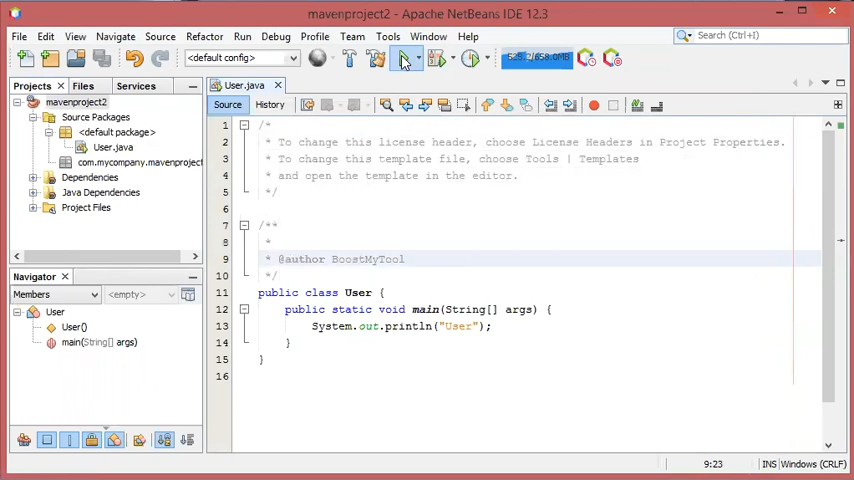 mavenproject2 - Apache NetBeans IDE 12.3
File Edit View Navigate Source Refactor Run Debug Profile Team Tools Window Help
Search (Ctrl+I)
<default config>
525.2/658.0MB
Projects Files Services
User.java
Source History
mavenproject2
Source Packages
<default package>
User.java
com.mycompany.mavenproject
Dependencies
Java Dependencies
Project Files
Navigator
Members <empty>
User
User()
main(String[] args)
1 /*
2 * To change this license header, choose License Headers in Project Properties.
3 * To change this template file, choose Tools | Templates
4 * and open the template in the editor.
5 */
6
7 /**
8 *
9 * @author BoostMyTool
10 */
11 public class User {
12 public static void main(String[] args) {
13 System.out.println("User");
14 }
15 }
16
9:23 INS Windows (CRLF)